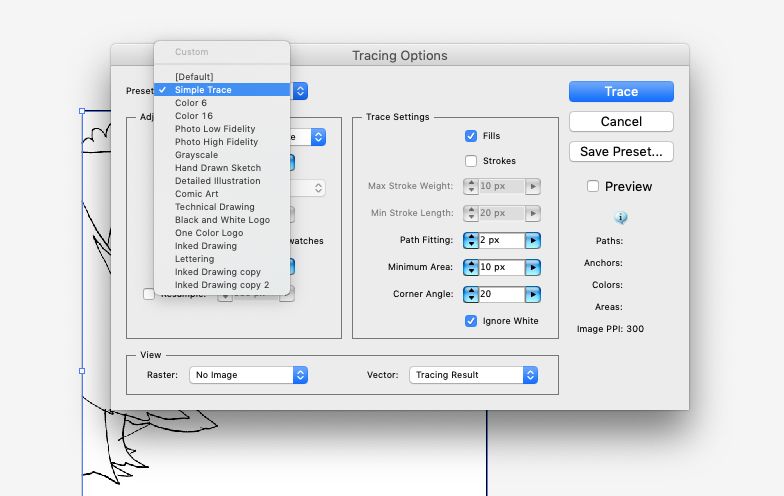 Tracing Options
Custom
[Default]
Simple Trace
Color 6
Color 16
Photo Low Fidelity
Photo High Fidelity
Grayscale
Hand Drawn Sketch
Detailed Illustration
Comic Art
Technical Drawing
Black and White Logo
One Color Logo
Inked Drawing
Lettering
Inked Drawing copy
Inked Drawing copy 2
Trace Settings
Fills
Strokes
Max Stroke Weight: 10 px
Min Stroke Length: 20 px
Path Fitting: 2 px
Minimum Area: 10 px
Corner Angle: 20
Ignore White
View
Raster: No Image
Vector: Tracing Result
Trace
Cancel
Save Preset...
Preview
Paths:
Anchors:
Colors:
Areas:
Image PPI: 300